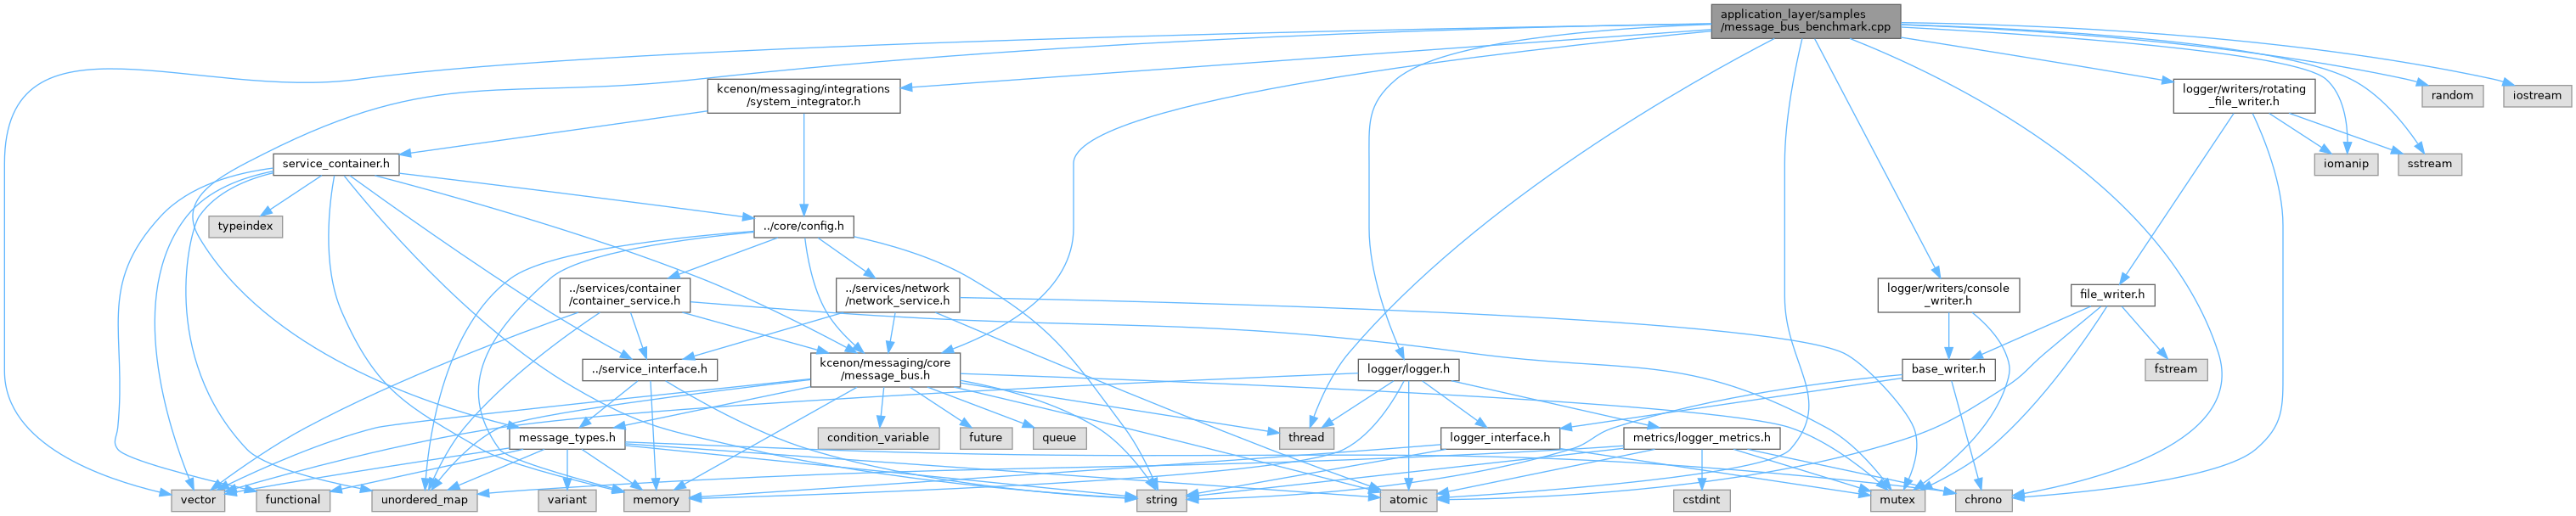 application_layer/samples
/message_bus_benchmark.cpp
kcenon/messaging/integrations
/system_integrator.h
logger/writers/rotating
_file_writer.h
random
iostream
service_container.h
iomanip
sstream
typeindex
../core/config.h
../services/container
/container_service.h
../services/network
/network_service.h
logger/writers/console
_writer.h
file_writer.h
../service_interface.h
kcenon/messaging/core
/message_bus.h
logger/logger.h
base_writer.h
fstream
message_types.h
condition_variable
future
queue
thread
logger_interface.h
metrics/logger_metrics.h
vector
functional
unordered_map
variant
memory
string
atomic
cstdint
mutex
chrono